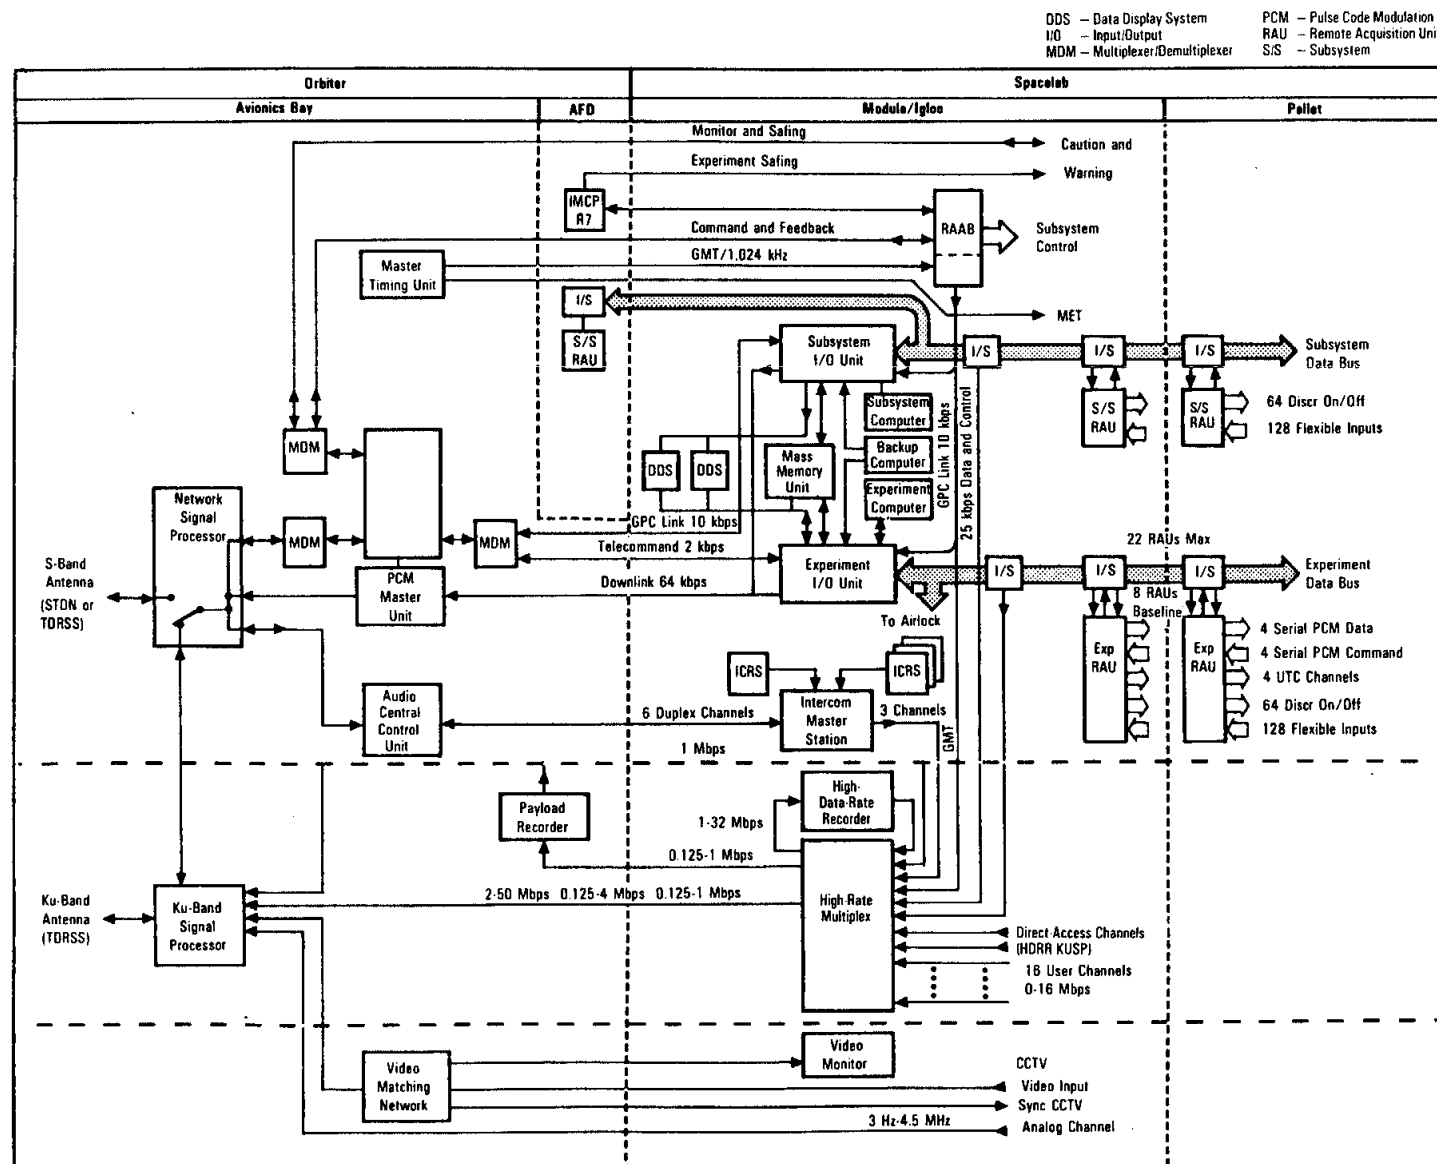 DDS – Data Display System
I/O – Input/Output
MDM – Multiplexer/Demultiplexer
PCM – Pulse Code Modulation
RAU – Remote Acquisition Unit
S/S – Subsystem
Orbiter
Spacelab
Avionics Bay
AFD
Module/Igloo
Pallet
Monitor and Safing
Caution and
Experiment Safing
Warning
IMCP
R7
RAAB
Subsystem
Control
Command and Feedback
GMT/1.024 kHz
Master
Timing Unit
MET
I/S
S/S
RAU
Subsystem
I/O Unit
I/S
I/S
I/S
Subsystem
Data Bus
Subsystem
Computer
S/S
RAU
S/S
RAU
64 Discr On/Off
128 Flexible Inputs
MDM
DDS
DDS
Mass
Memory
Unit
Backup
Computer
Experiment
Computer
GPC Link 10 kbps
25 kbps Data and Control
Network
Signal
Processor
MDM
MDM
GPC Link 10 kbps
Telecommand 2 kbps
Downlink 64 kbps
PCM
Master
Unit
S-Band
Antenna
(STDN or
TDRSS)
Experiment
I/O Unit
I/S
22 RAUs Max
I/S
I/S
Experiment
Data Bus
8 RAUs
Baseline
To Airlock
Exp
RAU
Exp
RAU
4 Serial PCM Data
4 Serial PCM Command
4 UTC Channels
64 Discr On/Off
128 Flexible Inputs
ICRS
ICRS
Audio
Central
Control
Unit
6 Duplex Channels
Intercom
Master
Station
3 Channels
GMT
1 Mbps
Payload
Recorder
High-
Data-Rate
Recorder
1-32 Mbps
0.125-1 Mbps
2-50 Mbps 0.125-4 Mbps 0.125-1 Mbps
High-Rate
Multiplex
Ku-Band
Antenna
(TDRSS)
Ku-Band
Signal
Processor
Direct-Access Channels
(HDRR KUSP)
16 User Channels
0-16 Mbps
Video
Matching
Network
Video
Monitor
CCTV
Video Input
Sync CCTV
3 Hz-4.5 MHz
Analog Channel